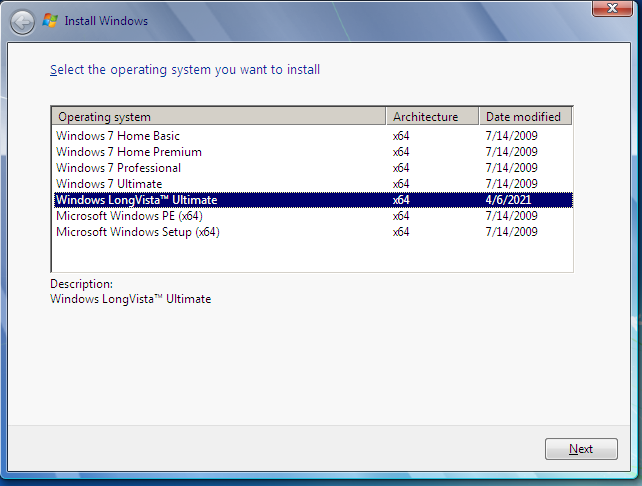 Install Windows
Select the operating system you want to install
Operating system Architecture Date modified
Windows 7 Home Basic x64 7/14/2009
Windows 7 Home Premium x64 7/14/2009
Windows 7 Professional x64 7/14/2009
Windows 7 Ultimate x64 7/14/2009
Windows LongVista™ Ultimate x64 4/6/2021
Microsoft Windows PE (x64) x64 7/14/2009
Microsoft Windows Setup (x64) x64 7/14/2009
Description:
Windows LongVista™ Ultimate
Next